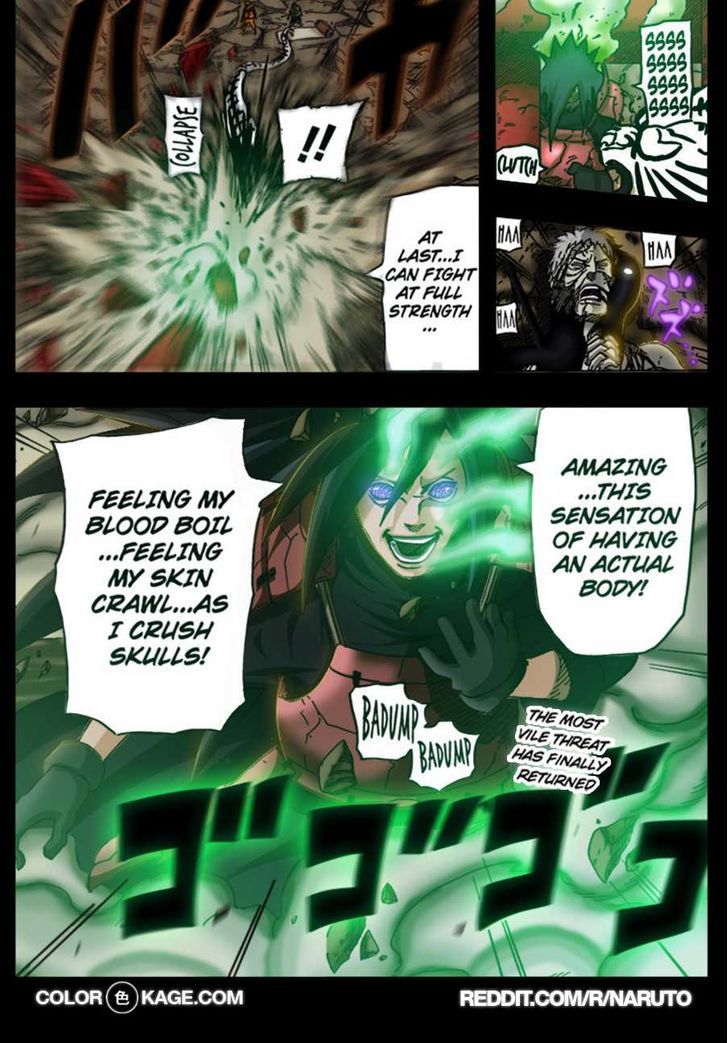 SSSS
SSSS
SSSS
SSSS
CLUTCH
COLLAPSE
!!
AT
LAST...I
CAN FIGHT
AT FULL
STRENGTH
...
HAA
HAA
HAA
ズズ
AMAZING
...THIS
SENSATION
OF HAVING
AN ACTUAL
BODY!
FEELING MY
BLOOD BOIL
...FEELING
MY SKIN
CRAWL...AS
I CRUSH
SKULLS!
BADUMP
BADUMP
THE MOST
VILE THREAT
HAS FINALLY
RETURNED
ゴゴゴゴ
COLOR 色 KAGE.COM
REDDIT.COM/R/NARUTO